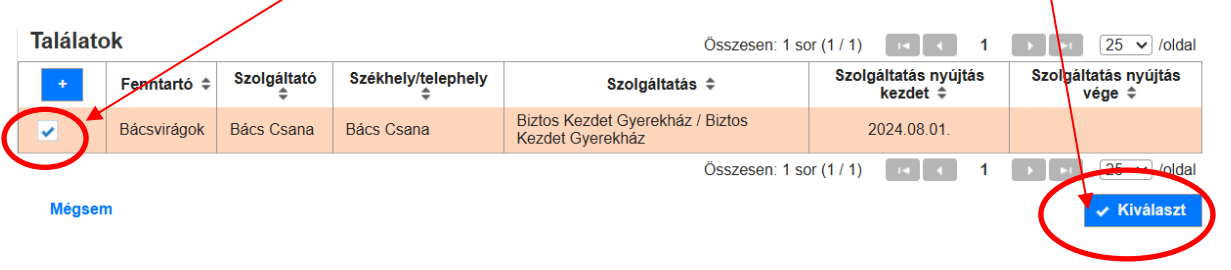 Találatok
Összesen: 1 sor (1 / 1) 1 25 /oldal
+ Fenntartó Szolgáltató Székhely/telephely Szolgáltatás Szolgáltatás nyújtás kezdet Szolgáltatás nyújtás vége
Bácsvirágok Bács Csana Bács Csana Biztos Kezdet Gyerekház / Biztos Kezdet Gyerekház 2024.08.01.
Összesen: 1 sor (1 / 1) 1 25 /oldal
Mégsem Kiválaszt